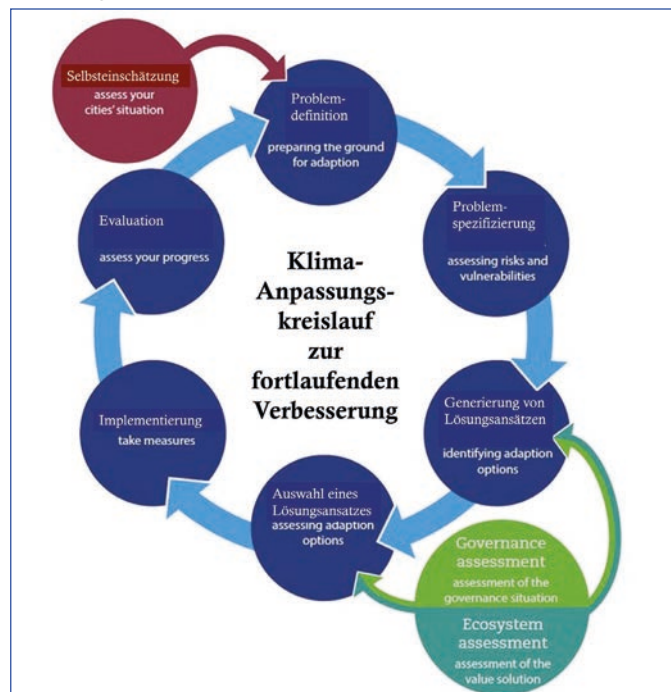 Selbsteinschätzung
assess your
cities' situation
Problem-
definition
preparing the ground
for adaption
Problem-
spezifizierung
assessing risks and
vulnerabilities
Generierung von
Lösungsansätzen
identifying adaption
options
Auswahl eines
Lösungsansatzes
assessing adaption
options
Implementierung
take measures
Evaluation
assess your progress
Klima-
Anpassungs-
kreislauf
zur
fortlaufenden
Verbesserung
Governance
assessment
assessment of the
governance situation
Ecosystem
assessment
assessment of the
value solution